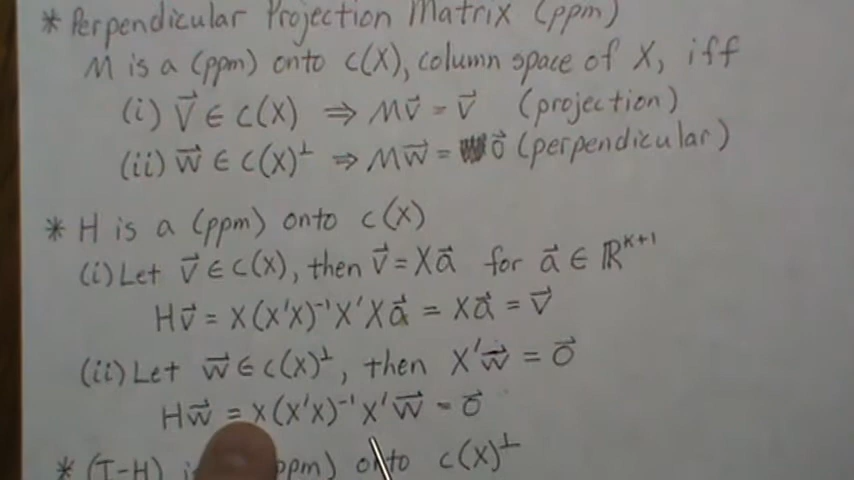 * Perpendicular Projection Matrix (ppm)
M is a (ppm) onto C(X), column space of X, iff
(i) V⃗ ∈ C(X) ⇒ MV⃗ = V⃗ (projection)
(ii) w⃗ ∈ C(X)⊥ ⇒ Mw⃗ = 0⃗ (perpendicular)
* H is a (ppm) onto C(X)
(i) Let V⃗ ∈ C(X), then V⃗ = Xa⃗ for a⃗ ∈ ℝᵏ⁺¹
HV⃗ = X(X'X)⁻¹X'Xa⃗ = Xa⃗ = V⃗
(ii) Let w⃗ ∈ C(X)⊥, then X'w⃗ = 0⃗
Hw⃗ = X(X'X)⁻¹X'w⃗ = 0⃗
* (I-H) ppm) onto C(X)⊥